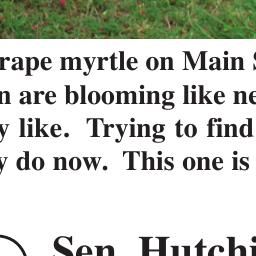 rape myrtle on Main
n are blooming like ne
y like. Trying to find
y do now. This one is
Sen. Hutchi